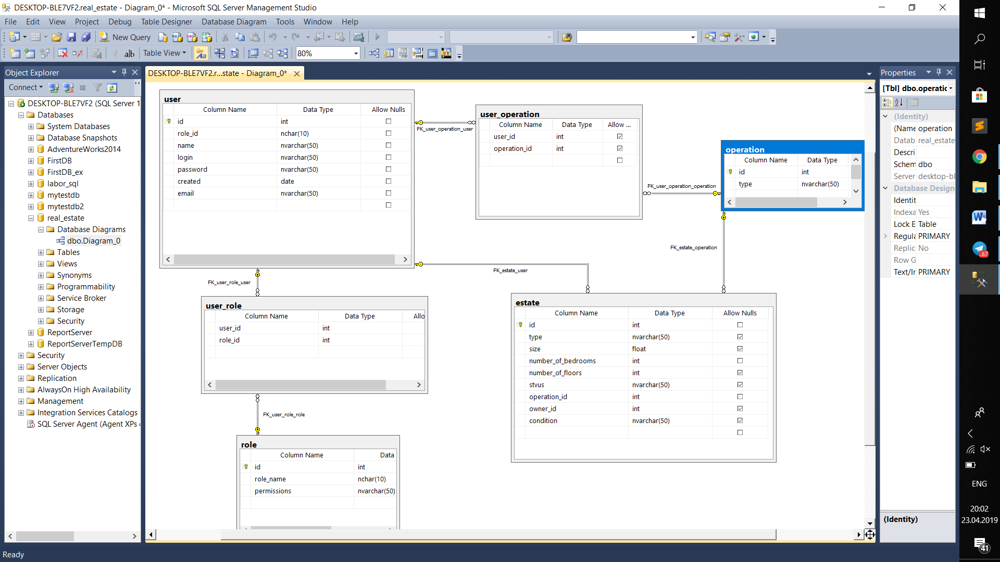 DESKTOP-BLE7VF2.real_estate - Diagram_0* - Microsoft SQL Server Management Studio
File Edit View Project Debug Table Designer Database Diagram Tools Window Help
New Query
Table View
80%
Object Explorer
Connect
DESKTOP-BLE7VF2 (SQL Server 1
Databases
System Databases
Database Snapshots
AdventureWorks2014
FirstDB
FirstDB_ex
labor_sql
mytestdb
mytestdb2
real_estate
Database Diagrams
dbo.Diagram_0
Tables
Views
Synonyms
Programmability
Service Broker
Storage
Security
ReportServer
ReportServerTempDB
Security
Server Objects
Replication
AlwaysOn High Availability
Management
Integration Services Catalogs
SQL Server Agent (Agent XPs
DESKTOP-BLE7VF2.r...state - Diagram_0*
user
Column Name Data Type Allow Nulls
id int
role_id nchar(10)
name nvarchar(50)
login nvarchar(50)
password nvarchar(50)
created date
email nvarchar(50)
FK_user_operation_user
user_operation
Column Name Data Type Allow ...
user_id int
operation_id int
FK_user_operation_operation
operation
Column Name Data Type
id int
type nvarchar(50)
FK_estate_operation
FK_estate_user
FK_user_role_user
user_role
Column Name Data Type Allo
user_id int
role_id int
FK_user_role_role
role
Column Name Data
id int
role_name nchar(10)
permissions nvarchar(50)
estate
Column Name Data Type Allow Nulls
id int
type nvarchar(50)
size float
number_of_bedrooms int
number_of_floors int
stvus nvarchar(50)
operation_id int
owner_id int
condition nvarchar(50)
Properties
[Tbl] dbo.operatic
(Identity)
(Name operation
Datab real_estate
Descri
Schem dbo
Server desktop-bl
Database Design
Identit
Indexa Yes
Lock E Table
Regula PRIMARY
Replic No
Row G
Text/Ir PRIMARY
(Identity)
Ready
..67
ENG
20:02
23.04.2019
41